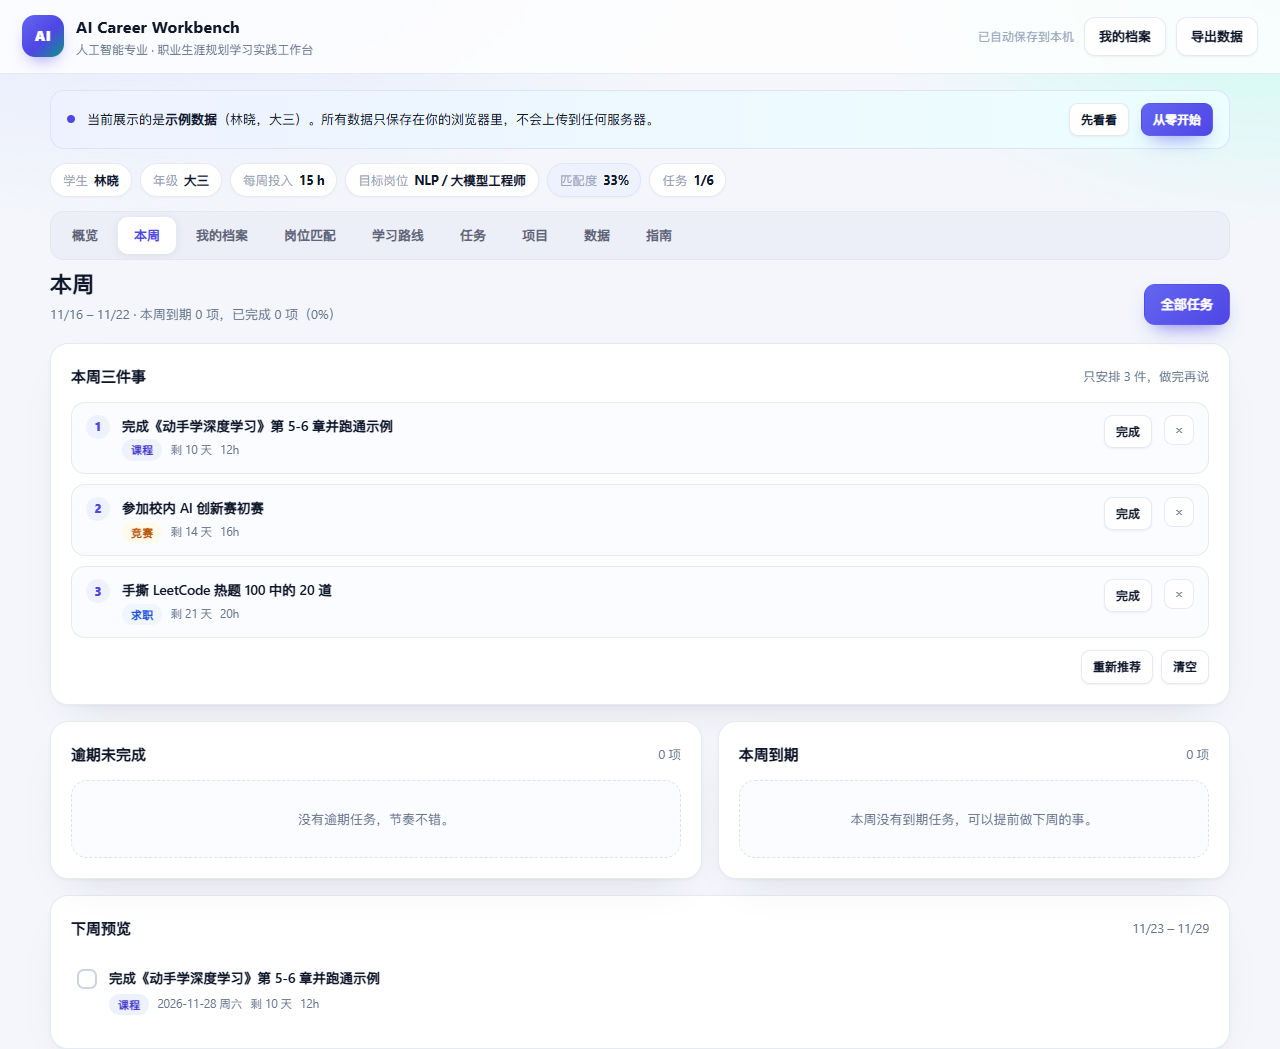 AI
AI Career Workbench
人工智能专业 · 职业生涯规划学习实践工作台
已自动保存到本机
我的档案
导出数据
当前展示的是示例数据（林晓，大三）。所有数据只保存在你的浏览器里，不会上传到任何服务器。
先看看
从零开始
学生 林晓
年级 大三
每周投入 15 h
目标岗位 NLP / 大模型工程师
匹配度 33%
任务 1/6
概览
本周
我的档案
岗位匹配
学习路线
任务
项目
数据
指南
本周
11/16 – 11/22 · 本周到期 0 项，已完成 0 项（0%）
全部任务
本周三件事
只安排 3 件，做完再说
1
完成《动手学深度学习》第 5-6 章并跑通示例
课程 剩 10 天 12h
完成
×
2
参加校内 AI 创新赛初赛
竞赛 剩 14 天 16h
完成
×
3
手撕 LeetCode 热题 100 中的 20 道
求职 剩 21 天 20h
完成
×
重新推荐
清空
逾期未完成
0 项
没有逾期任务，节奏不错。
本周到期
0 项
本周没有到期任务，可以提前做下周的事。
下周预览
11/23 – 11/29
完成《动手学深度学习》第 5-6 章并跑通示例
课程 2026-11-28 周六 剩 10 天 12h